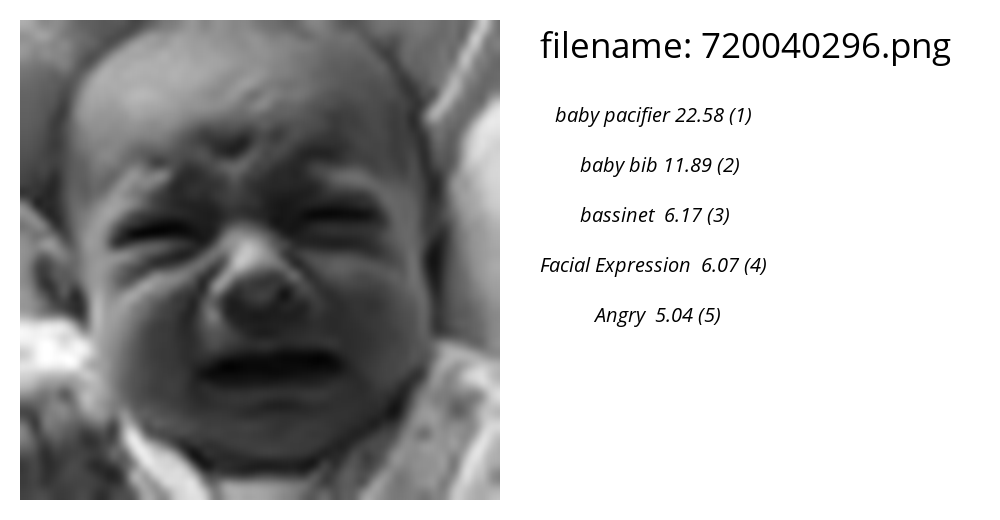 filename: 720040296.png
baby pacifier 22.58 (1)
baby bib 11.89 (2)
bassinet 6.17 (3)
Facial Expression 6.07 (4)
Angry 5.04 (5)